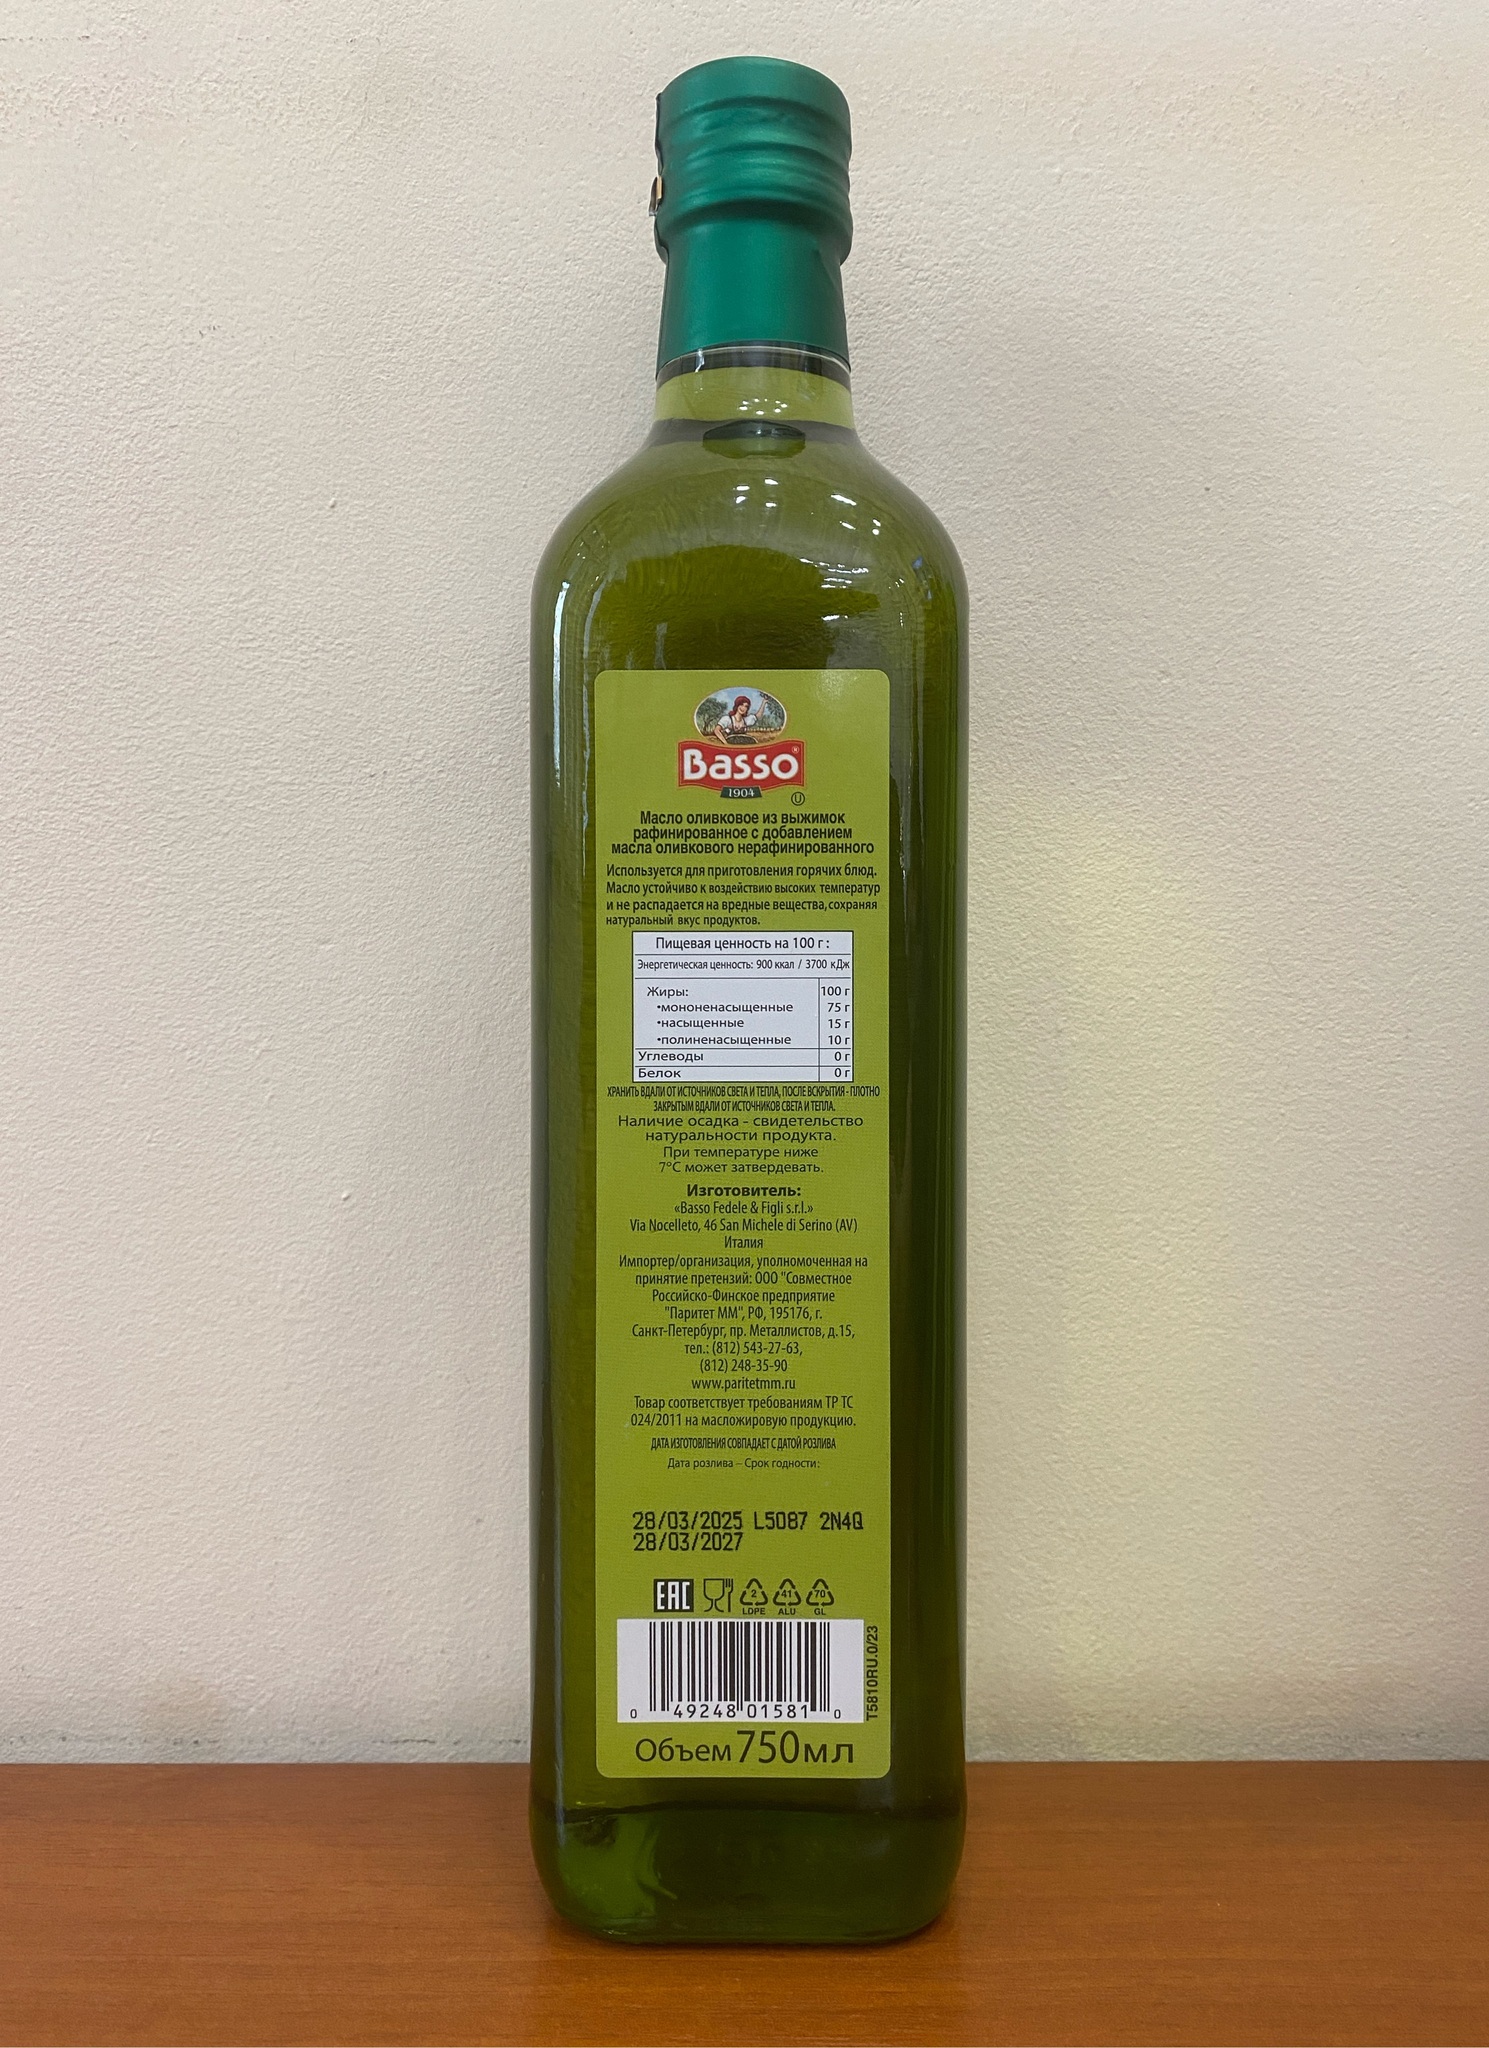 Basso®
1904
U
Масло оливковое из выжимок
рафинированное с добавлением
масла оливкового нерафинированного
Используется для приготовления горячих блюд.
Масло устойчиво к воздействию высоких температур
и не распадается на вредные вещества, сохраняя
натуральный вкус продуктов.
Пищевая ценность на 100 г :
Энергетическая ценность: 900 ккал / 3700 кДж
Жиры: 100 г
•мононенасыщенные 75 г
•насыщенные 15 г
•полиненасыщенные 10 г
Углеводы 0 г
Белок 0 г
ХРАНИТЬ ВДАЛИ ОТ ИСТОЧНИКОВ СВЕТА И ТЕПЛА, ПОСЛЕ ВСКРЫТИЯ - ПЛОТНО
ЗАКРЫТЫМ ВДАЛИ ОТ ИСТОЧНИКОВ СВЕТА И ТЕПЛА.
Наличие осадка - свидетельство
натуральности продукта.
При температуре ниже
7°C может затвердевать.
Изготовитель:
«Basso Fedele & Figli s.r.l.»
Via Nocelleto, 46 San Michele di Serino (AV)
Италия
Импортер/организация, уполномоченная на
принятие претензий: ООО "Совместное
Российско-Финское предприятие
"Паритет ММ", РФ, 195176, г.
Санкт-Петербург, пр. Металлистов, д.15,
тел.: (812) 543-27-63,
(812) 248-35-90
www.paritetmm.ru
Товар соответствует требованиям ТР ТС
024/2011 на масложировую продукцию.
ДАТА ИЗГОТОВЛЕНИЯ СОВПАДАЕТ С ДАТОЙ РОЗЛИВА
Дата розлива – Срок годности:
28/03/2025 L5087 2N4Q
28/03/2027
EAC 2 41 70
LDPE ALU GL
T5810RU.0/23
0 49248 01581 0
Объем 750мл